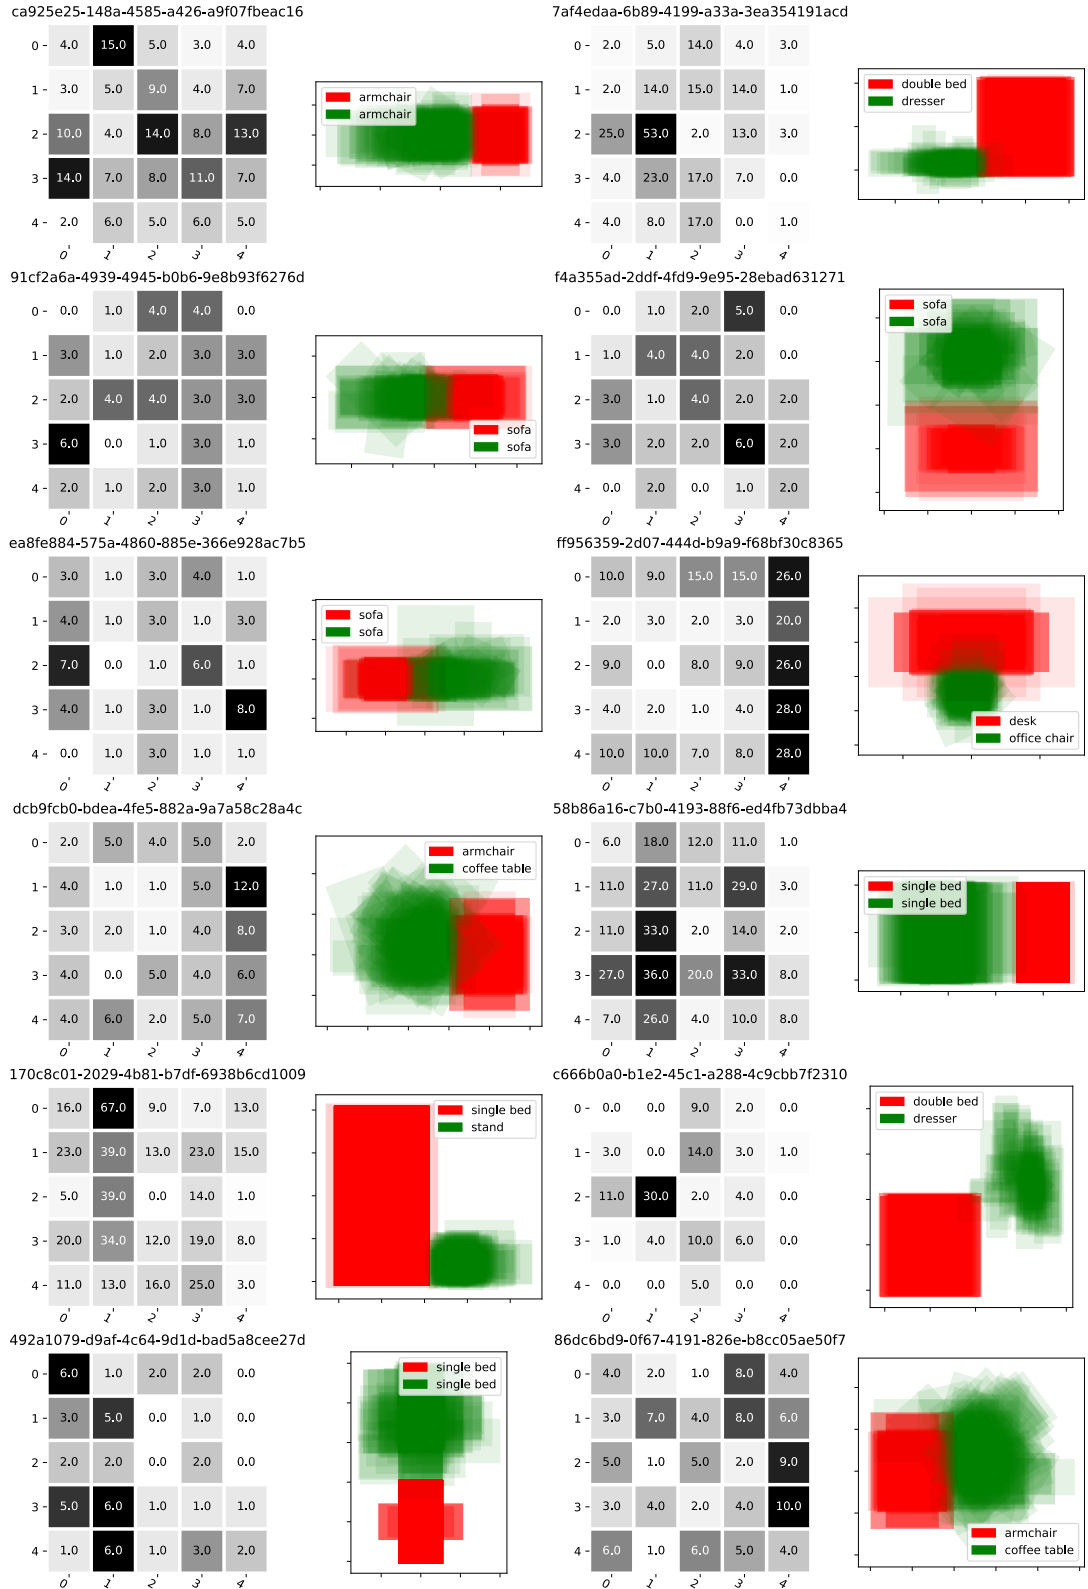 ca925e25-148a-4585-a426-a9f07fbeac16
0 4.0 15.0 5.0 3.0 4.0
1 3.0 5.0 9.0 4.0 7.0
2 10.0 4.0 14.0 8.0 13.0
3 14.0 7.0 8.0 11.0 7.0
4 2.0 6.0 5.0 6.0 5.0
0 1 2 3 4
armchair
armchair
7af4edaa-6b89-4199-a33a-3ea354191acd
0 2.0 5.0 14.0 4.0 3.0
1 2.0 14.0 15.0 14.0 1.0
2 25.0 53.0 2.0 13.0 3.0
3 4.0 23.0 17.0 7.0 0.0
4 4.0 8.0 17.0 0.0 1.0
0 1 2 3 4
double bed
dresser
91cf2a6a-4939-4945-b0b6-9e8b93f6276d
0 0.0 1.0 4.0 4.0 0.0
1 3.0 1.0 2.0 3.0 3.0
2 2.0 4.0 4.0 3.0 3.0
3 6.0 0.0 1.0 3.0 1.0
4 2.0 1.0 2.0 3.0 1.0
0 1 2 3 4
sofa
sofa
f4a355ad-2ddf-4fd9-9e95-28ebad631271
0 0.0 1.0 2.0 5.0 0.0
1 1.0 4.0 4.0 2.0 0.0
2 3.0 1.0 4.0 2.0 2.0
3 3.0 2.0 2.0 6.0 2.0
4 0.0 2.0 0.0 1.0 2.0
0 1 2 3 4
sofa
sofa
ea8fe884-575a-4860-885e-366e928ac7b5
0 3.0 1.0 3.0 4.0 1.0
1 4.0 1.0 3.0 1.0 3.0
2 7.0 0.0 1.0 6.0 1.0
3 4.0 1.0 3.0 1.0 8.0
4 0.0 1.0 3.0 1.0 1.0
0 1 2 3 4
sofa
sofa
ff956359-2d07-444d-b9a9-f68bf30c8365
0 10.0 9.0 15.0 15.0 26.0
1 2.0 3.0 2.0 3.0 20.0
2 9.0 0.0 8.0 9.0 26.0
3 4.0 2.0 1.0 4.0 28.0
4 10.0 10.0 7.0 8.0 28.0
0 1 2 3 4
desk
office chair
dcb9fcb0-bdea-4fe5-882a-9a7a58c28a4c
0 2.0 5.0 4.0 5.0 2.0
1 4.0 1.0 1.0 5.0 12.0
2 3.0 2.0 1.0 4.0 8.0
3 4.0 0.0 5.0 4.0 6.0
4 4.0 6.0 2.0 5.0 7.0
0 1 2 3 4
armchair
coffee table
58b86a16-c7b0-4193-88f6-ed4fb73dbba4
0 6.0 18.0 12.0 11.0 1.0
1 11.0 27.0 11.0 29.0 3.0
2 11.0 33.0 2.0 14.0 2.0
3 27.0 36.0 20.0 33.0 8.0
4 7.0 26.0 4.0 10.0 8.0
0 1 2 3 4
single bed
single bed
170c8c01-2029-4b81-b7df-6938b6cd1009
0 16.0 67.0 9.0 7.0 13.0
1 23.0 39.0 13.0 23.0 15.0
2 5.0 39.0 0.0 14.0 1.0
3 20.0 34.0 12.0 19.0 8.0
4 11.0 13.0 16.0 25.0 3.0
0 1 2 3 4
single bed
stand
c666b0a0-b1e2-45c1-a288-4c9cbb7f2310
0 0.0 0.0 9.0 2.0 0.0
1 3.0 0.0 14.0 3.0 1.0
2 11.0 30.0 2.0 4.0 0.0
3 1.0 4.0 10.0 6.0 0.0
4 0.0 0.0 5.0 0.0 0.0
0 1 2 3 4
double bed
dresser
492a1079-d9af-4c64-9d1d-bad5a8cee27d
0 6.0 1.0 2.0 2.0 0.0
1 3.0 5.0 0.0 1.0 0.0
2 2.0 2.0 0.0 2.0 0.0
3 5.0 6.0 1.0 1.0 1.0
4 1.0 6.0 1.0 3.0 2.0
0 1 2 3 4
single bed
single bed
86dc6bd9-0f67-4191-826e-b8cc05ae50f7
0 4.0 2.0 1.0 8.0 4.0
1 3.0 7.0 4.0 8.0 6.0
2 5.0 1.0 5.0 2.0 9.0
3 3.0 4.0 2.0 4.0 10.0
4 6.0 1.0 6.0 5.0 4.0
0 1 2 3 4
armchair
coffee table